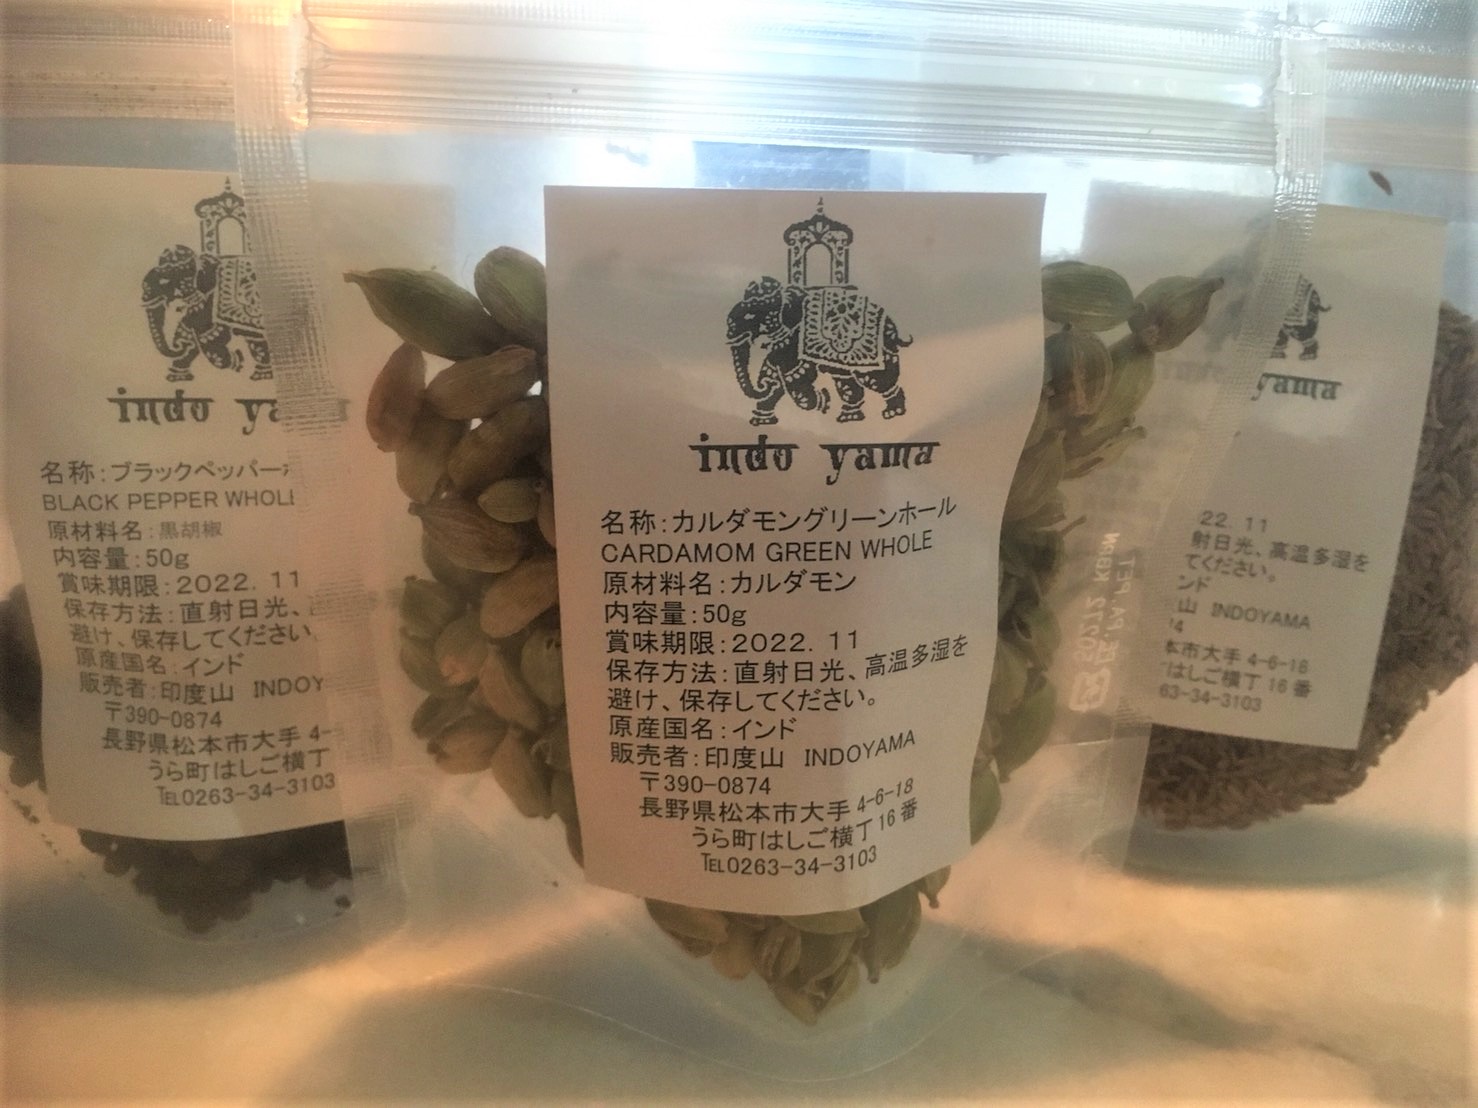 indo ya
名称:ブラックペッパー
BLACK PEPPER WHOLE
原材料名:黒胡椒
内容量:50g
賞味期限:2022.11
保存方法:直射日光、
避け、保存してください
原産国名:インド
販売者:印度山 INDOY
〒390-0874
長野県松本市大手 4-
うら町はしご横丁
TEL0263-34-3103
indo yama
名称:カルダモングリーンホール
CARDAMOM GREEN WHOLE
原材料名:カルダモン
内容量:50g
賞味期限:2022.11
保存方法:直射日光、高温多湿を
避け、保存してください。
原産国名:インド
販売者:印度山 INDOYAMA
〒390-0874
長野県松本市大手 4-6-18
うら町はしご横丁 16 番
TEL0263-34-3103
yama
22.11
射日光、高温多湿を
てください。
ンド
山 INDOYAMA
本市大手 4-6-18
はしご横丁 16 番
63-34-3103